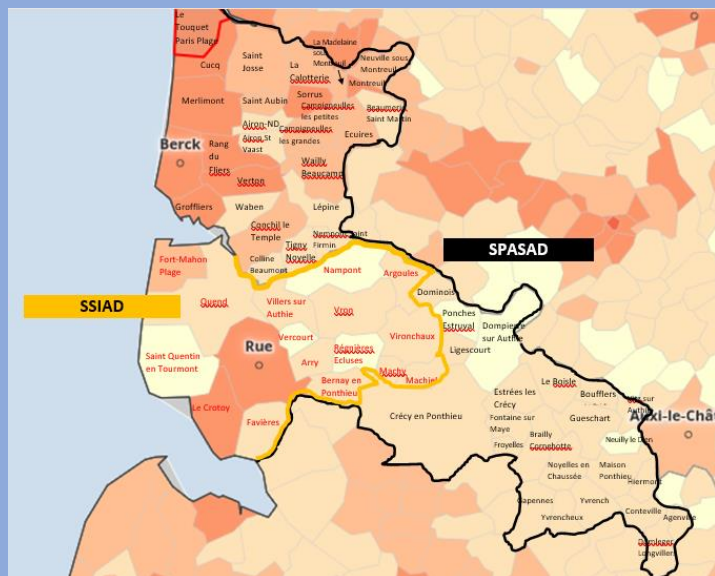 Le
Touquet
Paris Plage
Cucq
Saint
Josse
La Madelaine
sous
Montreuil
Neuville sous
Montreuil
Montreuil
La
Calotterie
Merlimont
Saint Aubin
Sorrus
Campigneulles
les petites
Beaumerie
Saint Martin
Airon-ND
Airon St
Vaast
Campigneulles
les grandes
Ecuires
Berck
Rang
du
Fliers
Wailly
Beaucamp
Verton
Groffliers
Waben
Lépine
Conchil le
Temple
Nempont Saint
Firmin
Tigny
Noyelle
Colline
Beaumont
SPASAD
Fort-Mahon
Plage
Nampont
Argoules
Dominois
SSIAD
Quend
Villers sur
Authie
Vron
Ponches
Estruval
Dompierre
sur Authie
Vercourt
Vironchaux
Ligescourt
Rue
Régnières
Ecluses
Saint Quentin
en Tourmont
Arry
Machy
Machiel
Bernay en
Ponthieu
Le Boisle
Estrées les
Crécy
Boufflers
Le Crotoy
Crécy en Ponthieu
Fontaine sur
Maye
Gueschart
Favières
Froyelles
Brailly
Cornehotte
Neuilly le Dien
Noyelles en
Chaussée
Maison
Ponthieu
Hiermont
Gapennes
Yvrench
Yvrencheux
Conteville
Agenville
Longvillers